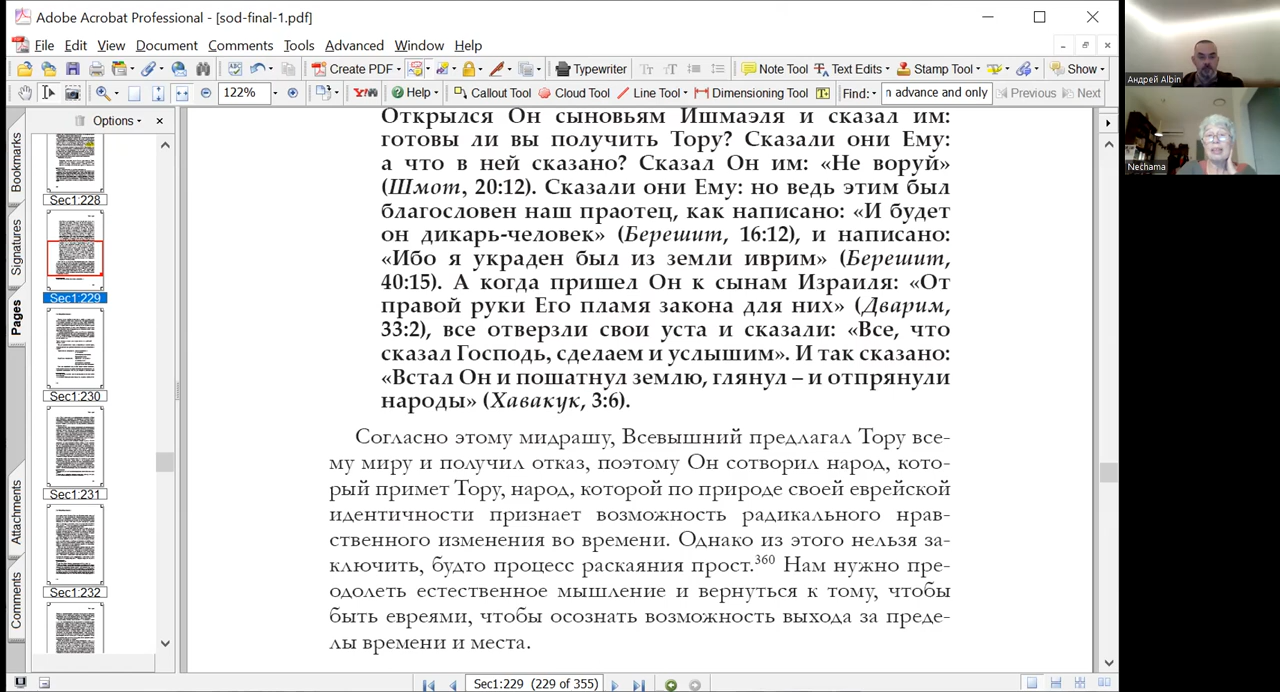 Adobe Acrobat Professional - [sod-final-1.pdf]
File Edit View Document Comments Tools Advanced Window Help
Create PDF Typewriter Note Tool Text Edits Stamp Tool Show
122% Y!M Help Callout Tool Cloud Tool Line Tool Dimensioning Tool Find: n advance and only Previous Next
Андрей Albin
Nechama
Options
Bookmarks
Signatures
Pages
Attachments
Comments
Sec1:228
Sec1:229
Sec1:230
Sec1:231
Sec1:232
Открылся Он сыновьям Ишмаэля и сказал им:
готовы ли вы получить Тору? Сказали они Ему:
а что в ней сказано? Сказал Он им: «Не воруй»
(Шмот, 20:12). Сказали они Ему: но ведь этим был
благословен наш праотец, как написано: «И будет
он дикарь-человек» (Берешит, 16:12), и написано:
«Ибо я украден был из земли иврим» (Берешит,
40:15). А когда пришел Он к сынам Израиля: «От
правой руки Его пламя закона для них» (Дварим,
33:2), все отверзли свои уста и сказали: «Все, что
сказал Господь, сделаем и услышим». И так сказано:
«Встал Он и пошатнул землю, глянул – и отпрянули
народы» (Хавакук, 3:6).
Согласно этому мидрашу, Всевышний предлагал Тору все-
му миру и получил отказ, поэтому Он сотворил народ, кото-
рый примет Тору, народ, которой по природе своей еврейской
идентичности признает возможность радикального нрав-
ственного изменения во времени. Однако из этого нельзя за-
ключить, будто процесс раскаяния прост.360 Нам нужно пре-
одолеть естественное мышление и вернуться к тому, чтобы
быть евреями, чтобы осознать возможность выхода за преде-
лы времени и места.
Sec1:229 (229 of 355)